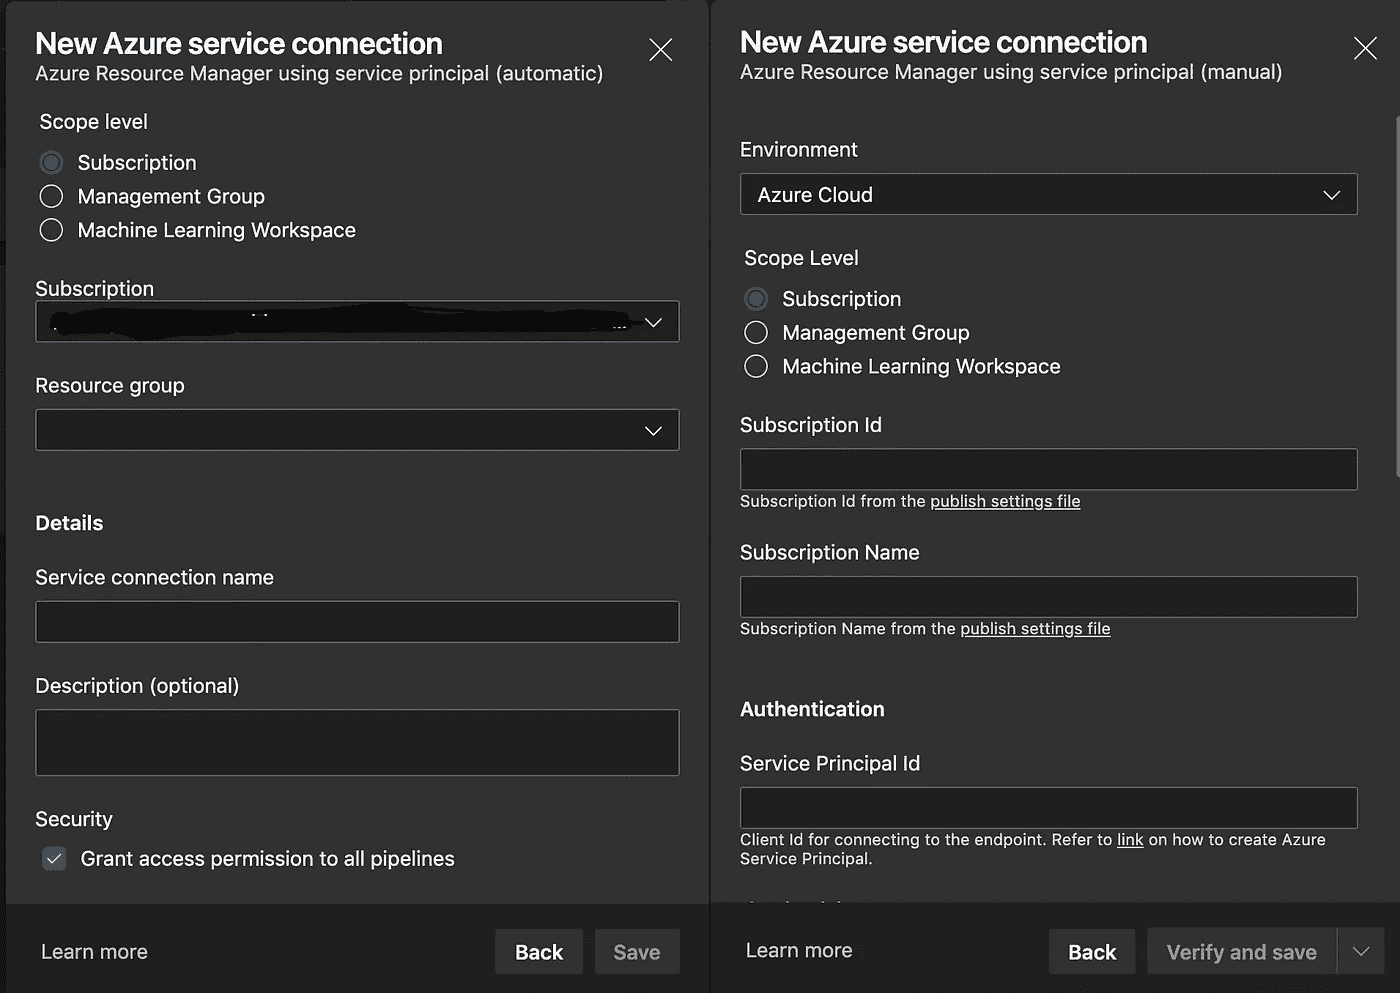 New Azure service connection
Azure Resource Manager using service principal (automatic)
Scope level
Subscription
Management Group
Machine Learning Workspace
Subscription
Resource group
Details
Service connection name
Description (optional)
Security
Grant access permission to all pipelines
Learn more
Back
Save
New Azure service connection
Azure Resource Manager using service principal (manual)
Environment
Azure Cloud
Scope Level
Subscription
Management Group
Machine Learning Workspace
Subscription Id
Subscription Id from the publish settings file
Subscription Name
Subscription Name from the publish settings file
Authentication
Service Principal Id
Client Id for connecting to the endpoint. Refer to link on how to create Azure
Service Principal.
Learn more
Back
Verify and save